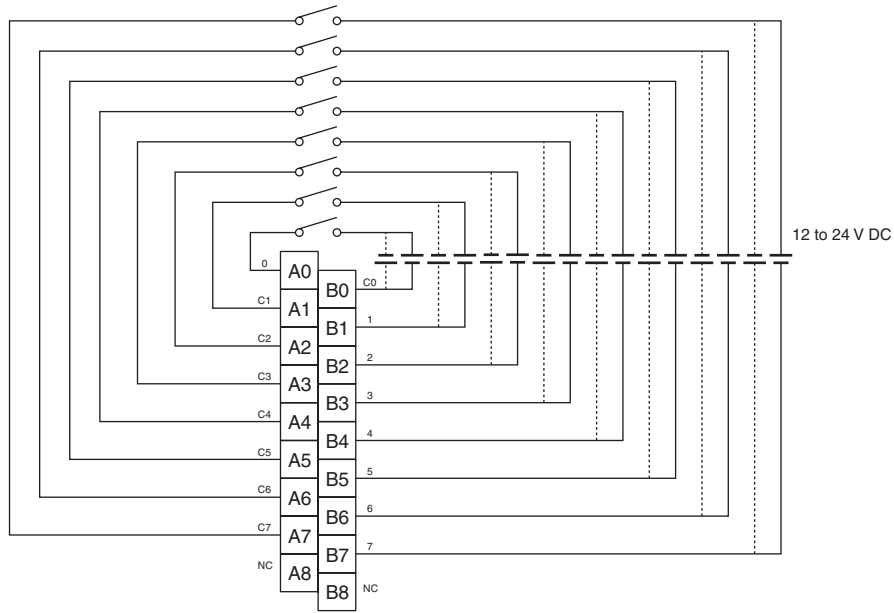 12 to 24 V DC
0 A0
B0 C0
C1 A1
B1 1
C2 A2
B2 2
C3 A3
B3 3
C4 A4
B4 4
C5 A5
B5 5
C6 A6
B6 6
C7 A7
B7 7
NC A8
B8 NC